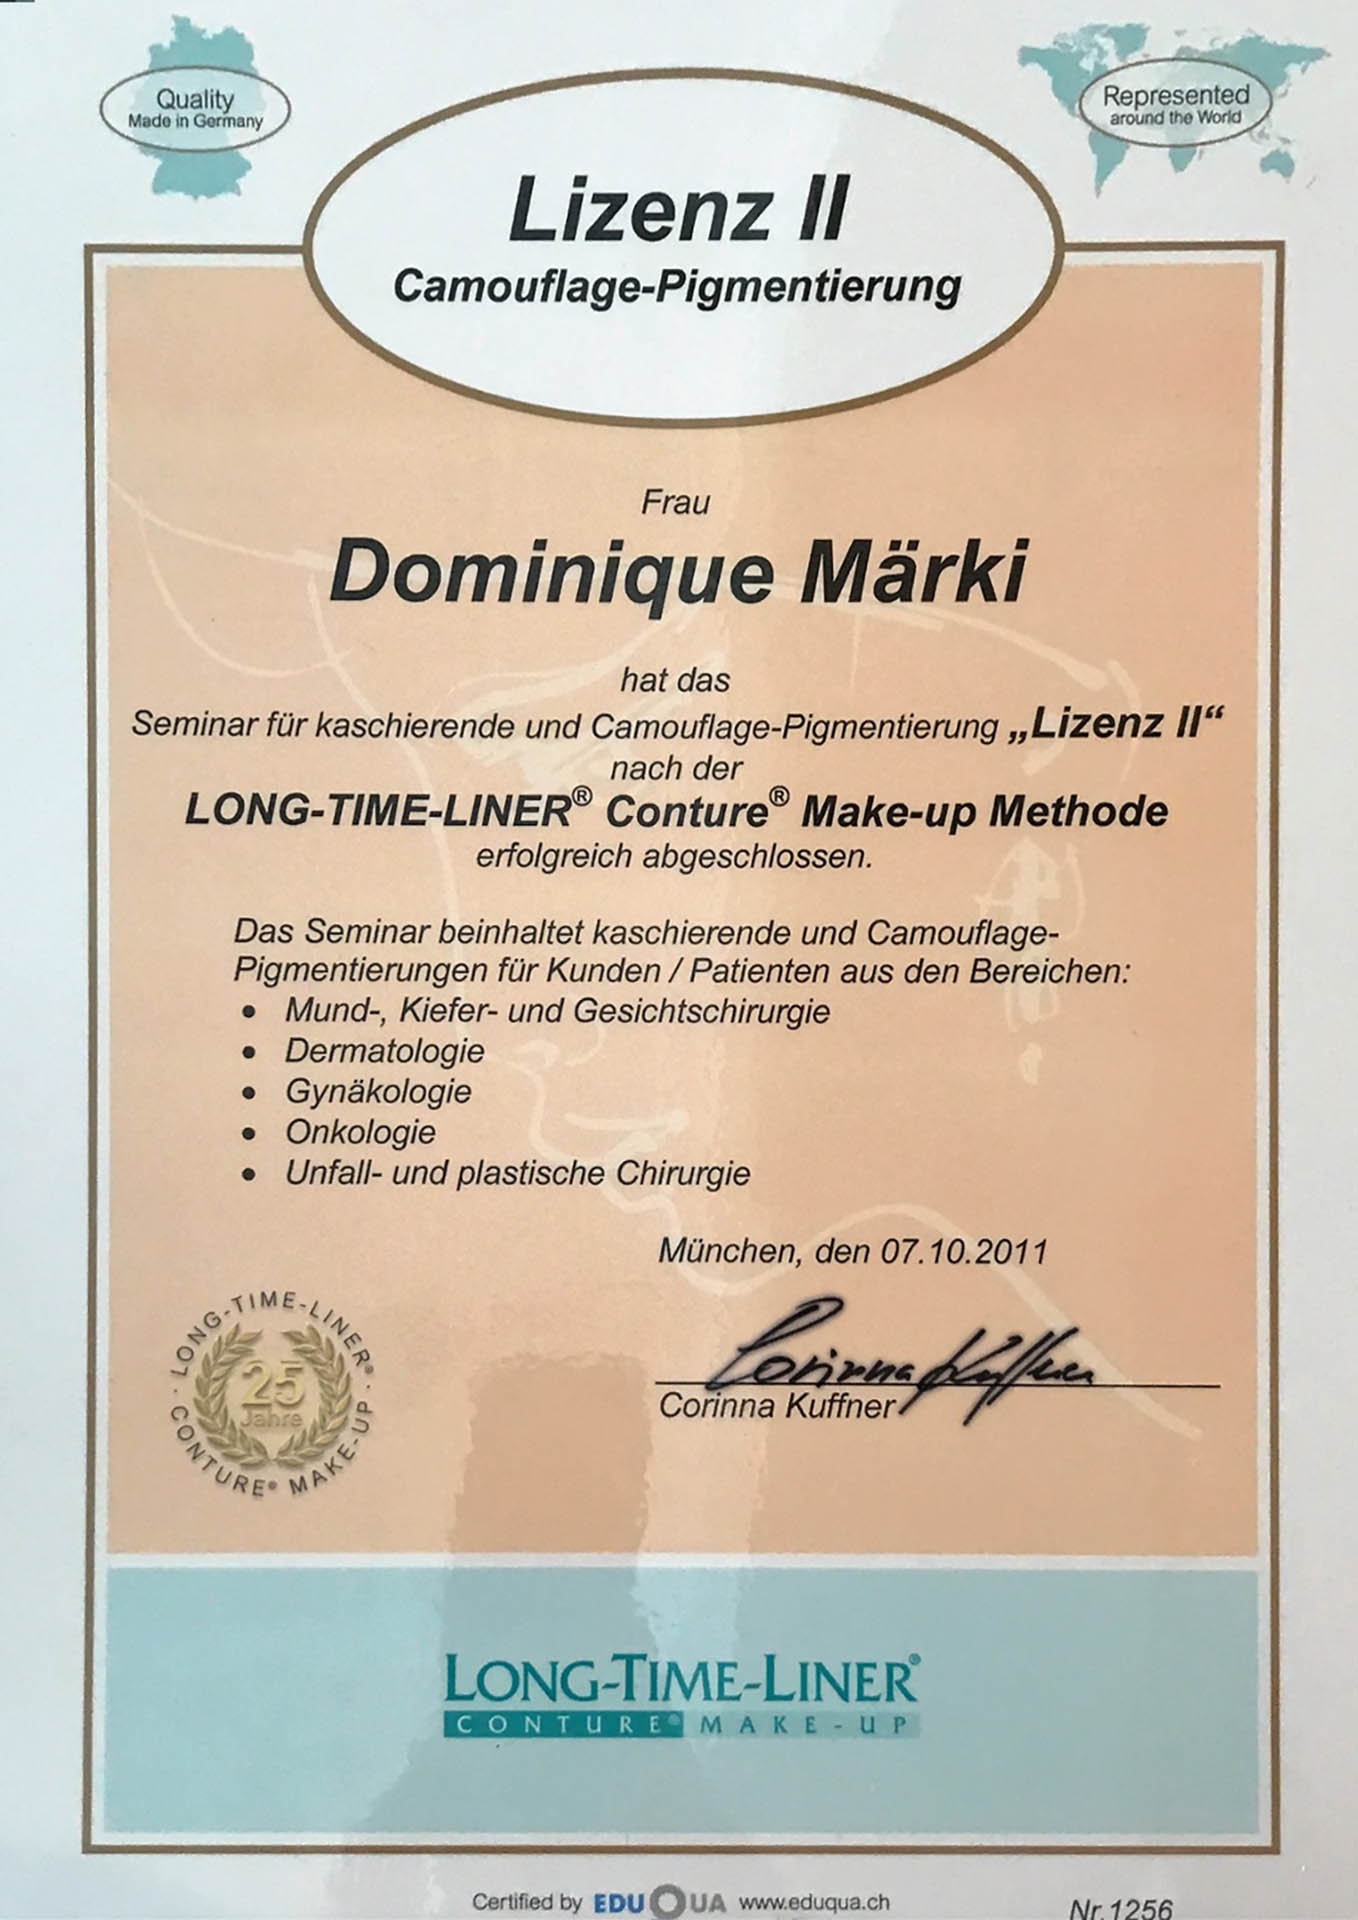 Quality
Made in Germany
Represented
around the World
Lizenz II
Camouflage-Pigmentierung
Frau
Dominique Märki
hat das
Seminar für kaschierende und Camouflage-Pigmentierung „Lizenz II“
nach der
LONG-TIME-LINER® Conture® Make-up Methode
erfolgreich abgeschlossen.
Das Seminar beinhaltet kaschierende und Camouflage-
Pigmentierungen für Kunden / Patienten aus den Bereichen:
• Mund-, Kiefer- und Gesichtschirurgie
• Dermatologie
• Gynäkologie
• Onkologie
• Unfall- und plastische Chirurgie
München, den 07.10.2011
Corinna Kuffner
Corinna Kuffner
· LONG-TIME-LINER® ·
25
Jahre
CONTURE® MAKE-UP
LONG-TIME-LINER®
CONTURE® MAKE-UP
Certified by EDUQUA www.eduqua.ch
Nr.1256